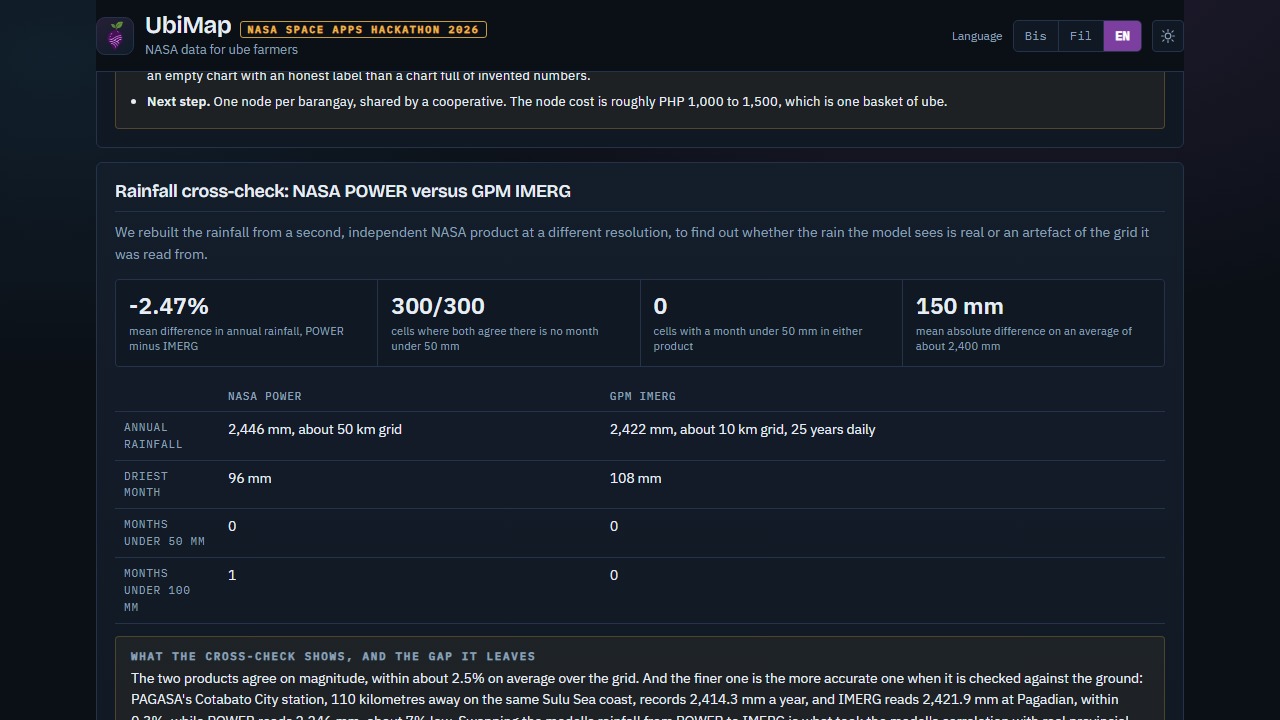 UbiMap NASA SPACE APPS HACKATHON 2026
NASA data for ube farmers
Language Bis Fil EN
an empty chart with an honest label than a chart full of invented numbers.
• Next step. One node per barangay, shared by a cooperative. The node cost is roughly PHP 1,000 to 1,500, which is one basket of ube.
Rainfall cross-check: NASA POWER versus GPM IMERG
We rebuilt the rainfall from a second, independent NASA product at a different resolution, to find out whether the rain the model sees is real or an artefact of the grid it
was read from.
-2.47%
mean difference in annual rainfall, POWER
minus IMERG
300/300
cells where both agree there is no month
under 50 mm
0
cells with a month under 50 mm in either
product
150 mm
mean absolute difference on an average of
about 2,400 mm
NASA POWER GPM IMERG
ANNUAL
RAINFALL
2,446 mm, about 50 km grid
2,422 mm, about 10 km grid, 25 years daily
DRIEST
MONTH
96 mm
108 mm
MONTHS
UNDER 50 MM
0
0
MONTHS
UNDER 100
MM
1
0
WHAT THE CROSS-CHECK SHOWS, AND THE GAP IT LEAVES
The two products agree on magnitude, within about 2.5% on average over the grid. And the finer one is the more accurate one when it is checked against the ground:
PAGASA's Cotabato City station, 110 kilometres away on the same Sulu Sea coast, records 2,414.3 mm a year, and IMERG reads 2,421.9 mm at Pagadian, within